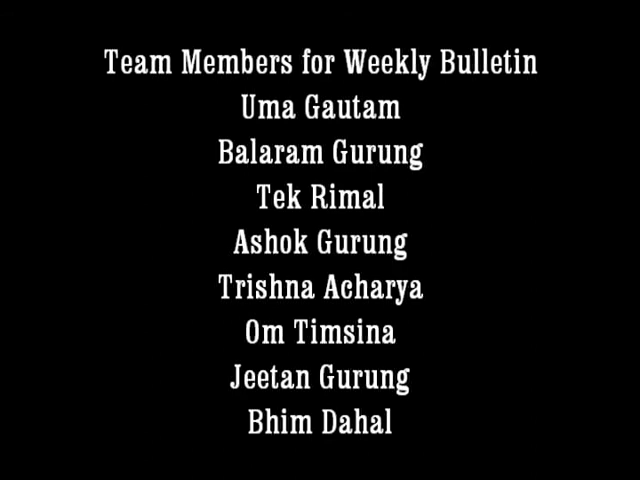 Team Members for Weekly Bulletin
Uma Gautam
Balaram Gurung
Tek Rimal
Ashok Gurung
Trishna Acharya
Om Timsina
Jeetan Gurung
Bhim Dahal